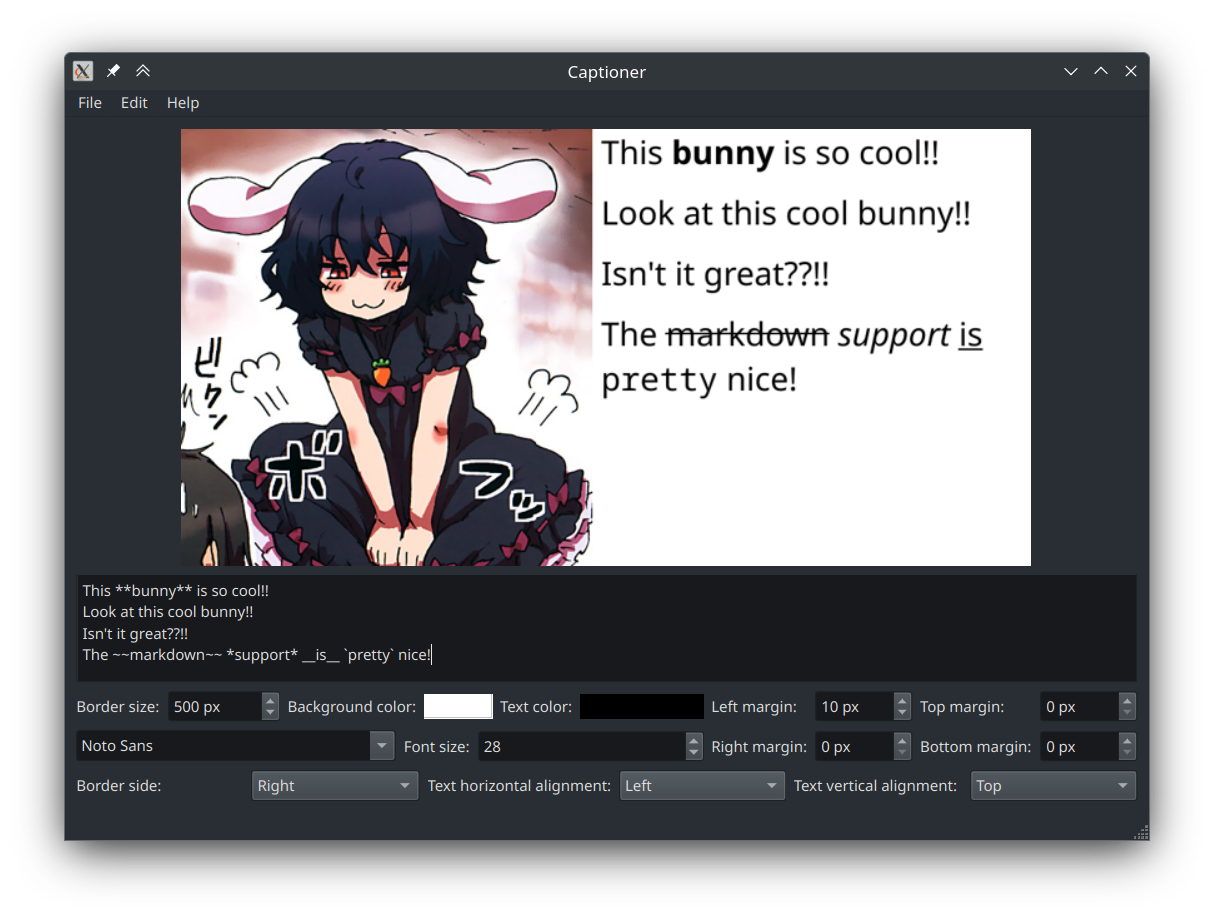 Captioner
File Edit Help
This bunny is so cool!!
Look at this cool bunny!!
Isn't it great??!!
The markdown support is
pretty nice!
ビクン
ボフッ
This **bunny** is so cool!!
Look at this cool bunny!!
Isn't it great??!!
The ~~markdown~~ *support* __is__ `pretty` nice!
Border size: 500 px Background color: Text color: Left margin: 10 px Top margin: 0 px
Noto Sans Font size: 28 Right margin: 0 px Bottom margin: 0 px
Border side: Right Text horizontal alignment: Left Text vertical alignment: Top